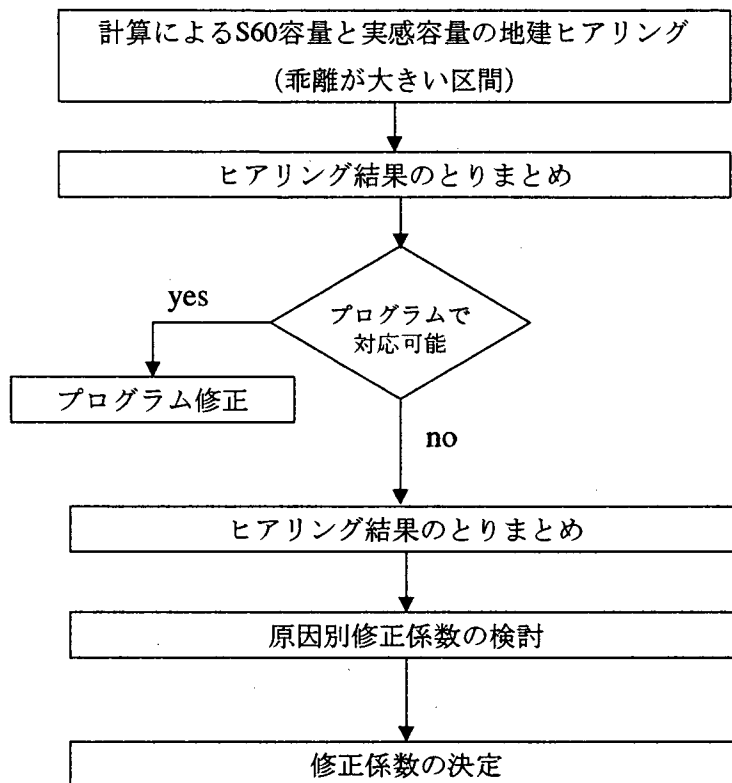 計算によるS60容量と実感容量の地建ヒアリング
（乖離が大きい区間）
ヒアリング結果のとりまとめ
プログラムで
対応可能
yes
プログラム修正
no
ヒアリング結果のとりまとめ
原因別修正係数の検討
修正係数の決定